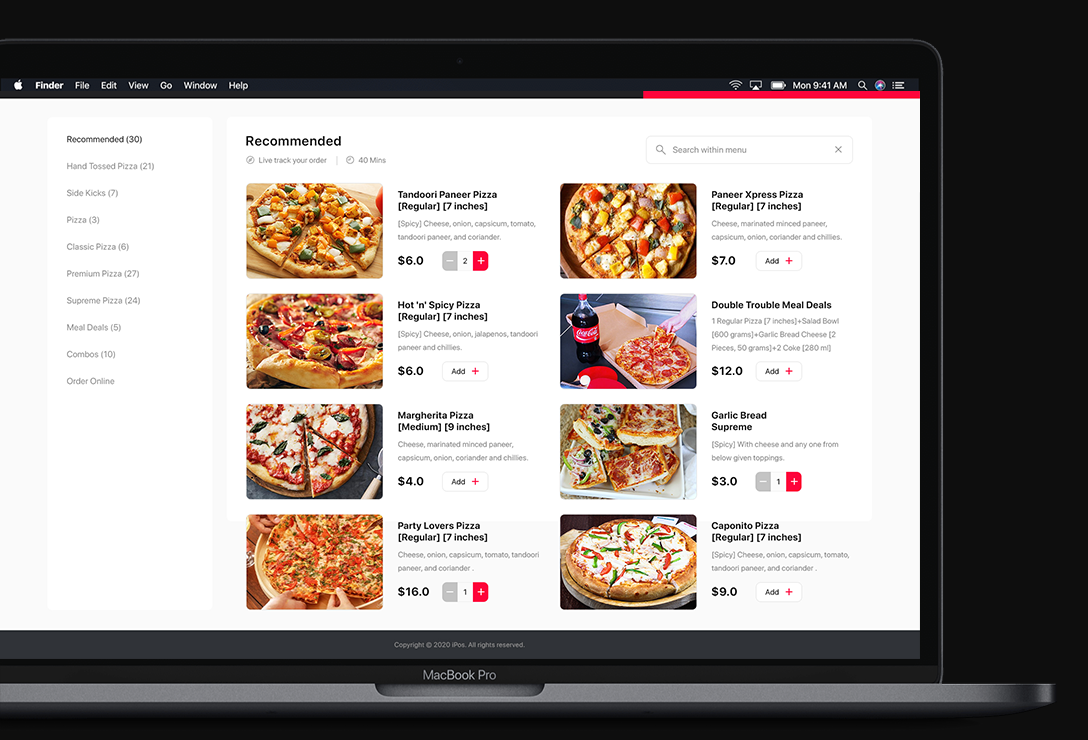 Finder File Edit View Go Window Help
Mon 9:41 AM
Recommended (30)
Hand Tossed Pizza (21)
Side Kicks (7)
Pizza (3)
Classic Pizza (6)
Premium Pizza (27)
Supreme Pizza (24)
Meal Deals (5)
Combos (10)
Order Online
Recommended
Live track your order | 40 Mins
Search within menu
Tandoori Paneer Pizza
[Regular] [7 inches]
[Spicy] Cheese, onion, capsicum, tomato,
tandoori paneer, and coriander.
$6.0 2
Paneer Xpress Pizza
[Regular] [7 inches]
Cheese, marinated minced paneer,
capsicum, onion, coriander and chillies.
$7.0 Add +
Hot 'n' Spicy Pizza
[Regular] [7 inches]
[Spicy] Cheese, onion, jalapenos, tandoori
paneer and chillies.
$6.0 Add +
Coca-Cola
Double Trouble Meal Deals
1 Regular Pizza [7 inches]+Salad Bowl
[600 grams]+Garlic Bread Cheese [2
Pieces, 50 grams]+2 Coke [280 ml]
$12.0 Add +
Margherita Pizza
[Medium] [9 inches]
Cheese, marinated minced paneer,
capsicum, onion, coriander and chillies.
$4.0 Add +
Garlic Bread
Supreme
[Spicy] With cheese and any one from
below given toppings.
$3.0 1
Party Lovers Pizza
[Regular] [7 inches]
Cheese, onion, capsicum, tomato, tandoori
paneer, and coriander .
$16.0 1
Caponito Pizza
[Regular] [7 inches]
[Spicy] Cheese, onion, capsicum, tomato,
tandoori paneer, and coriander .
$9.0 Add +
Copyright © 2020 iPos. All rights reserved.
MacBook Pro